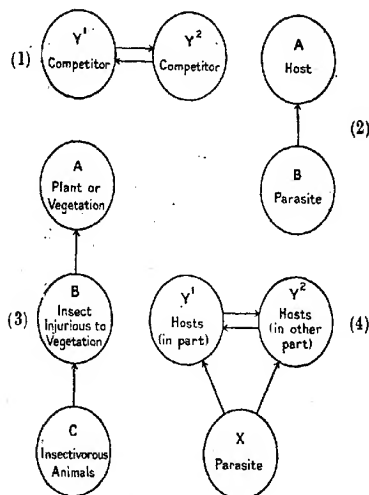 (1)
Y¹
Competitor
Y²
Competitor
A
Host
(2)
B
Parasite
(3)
A
Plant or
Vegetation
B
Insect
Injurious to
Vegetation
C
Insectivorous
Animals
Y¹
Hosts
(in part)
Y²
Hosts
(in other
part)
(4)
X
Parasite